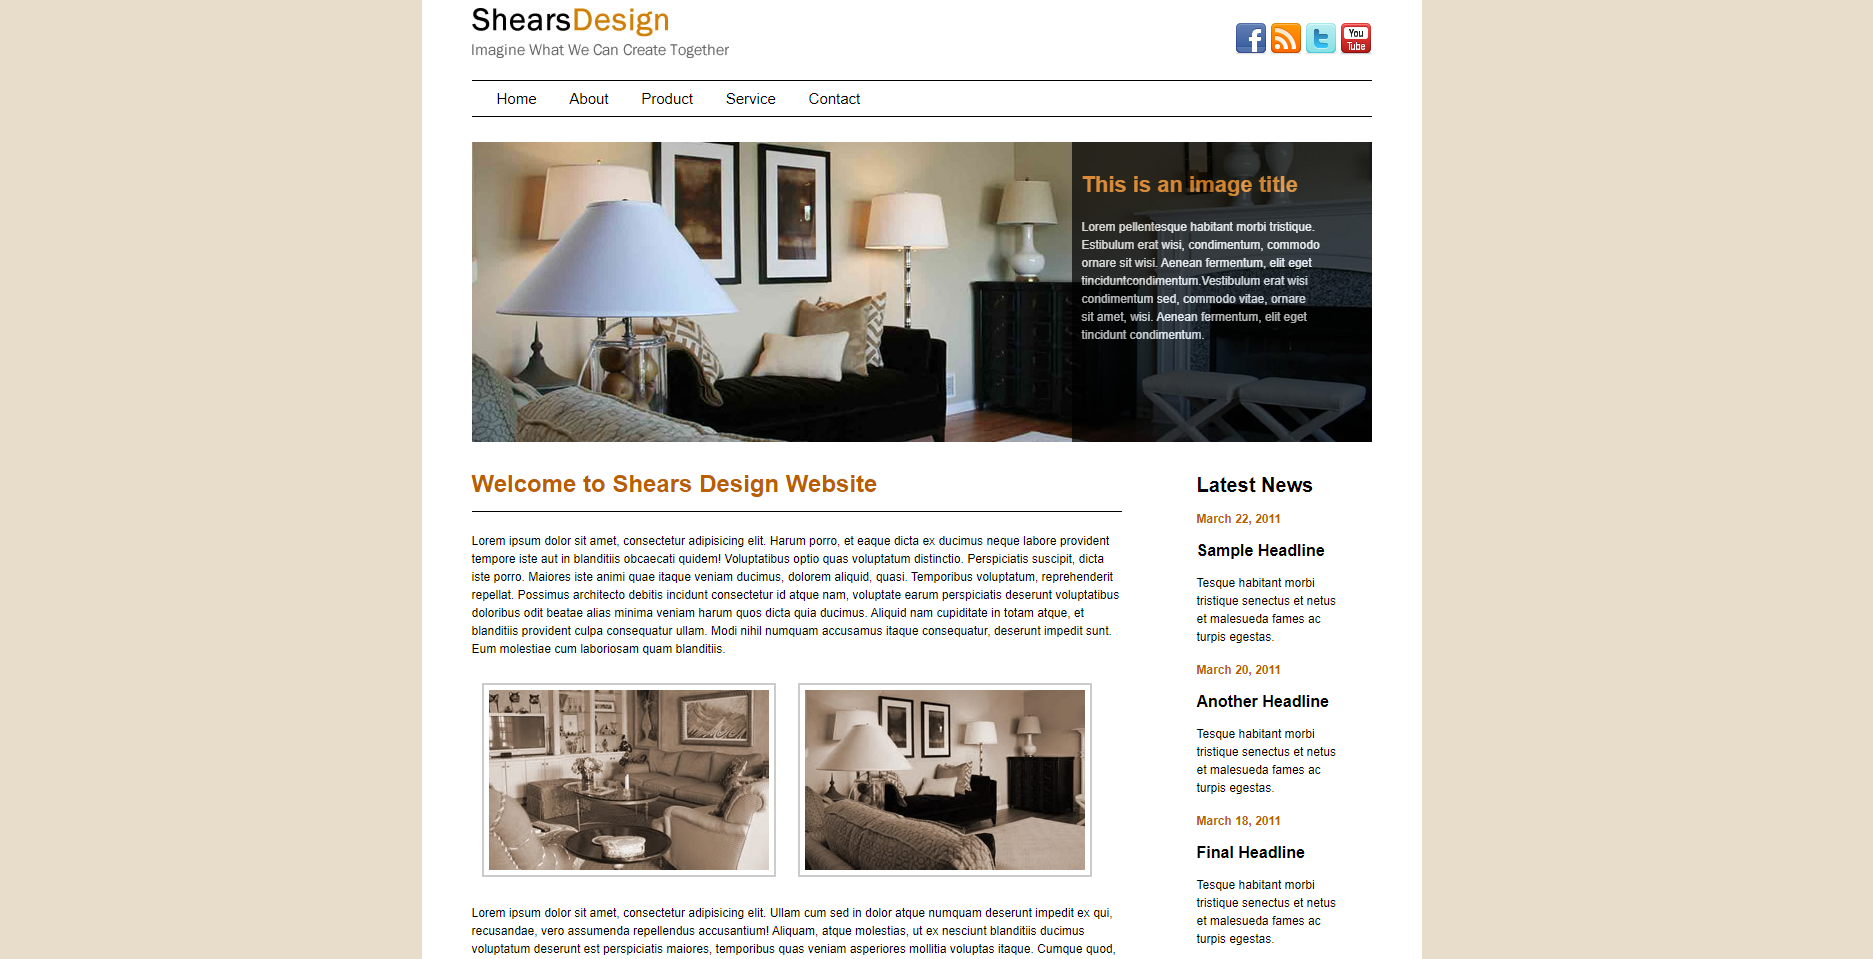 ShearsDesign
Imagine What We Can Create Together
You
Tube
Home About Product Service Contact
This is an image title
Lorem pellentesque habitant morbi tristique.
Estibulum erat wisi, condimentum, commodo
ornare sit wisi. Aenean fermentum, elit eget
tinciduntcondimentum.Vestibulum erat wisi
condimentum sed, commodo vitae, ornare
sit amet, wisi. Aenean fermentum, elit eget
tincidunt condimentum.
Welcome to Shears Design Website
Lorem ipsum dolor sit amet, consectetur adipisicing elit. Harum porro, et eaque dicta ex ducimus neque labore provident
tempore iste aut in blanditiis obcaecati quidem! Voluptatibus optio quas voluptatum distinctio. Perspiciatis suscipit, dicta
iste porro. Maiores iste animi quae itaque veniam ducimus, dolorem aliquid, quasi. Temporibus voluptatum, reprehenderit
repellat. Possimus architecto debitis incidunt consectetur id atque nam, voluptate earum perspiciatis deserunt voluptatibus
doloribus odit beatae alias minima veniam harum quos dicta quia ducimus. Aliquid nam cupiditate in totam atque, et
blanditiis provident culpa consequatur ullam. Modi nihil numquam accusamus itaque consequatur, deserunt impedit sunt.
Eum molestiae cum laboriosam quam blanditiis.
Lorem ipsum dolor sit amet, consectetur adipisicing elit. Ullam cum sed in dolor atque numquam deserunt impedit ex qui,
recusandae, vero assumenda repellendus accusantium! Aliquam, atque molestias, ut ex nesciunt blanditiis ducimus
voluptatum deserunt est perspiciatis maiores, temporibus quas veniam asperiores mollitia voluptas itaque. Cumque quod,
Latest News
March 22, 2011
Sample Headline
Tesque habitant morbi
tristique senectus et netus
et malesueda fames ac
turpis egestas.
March 20, 2011
Another Headline
Tesque habitant morbi
tristique senectus et netus
et malesueda fames ac
turpis egestas.
March 18, 2011
Final Headline
Tesque habitant morbi
tristique senectus et netus
et malesueda fames ac
turpis egestas.